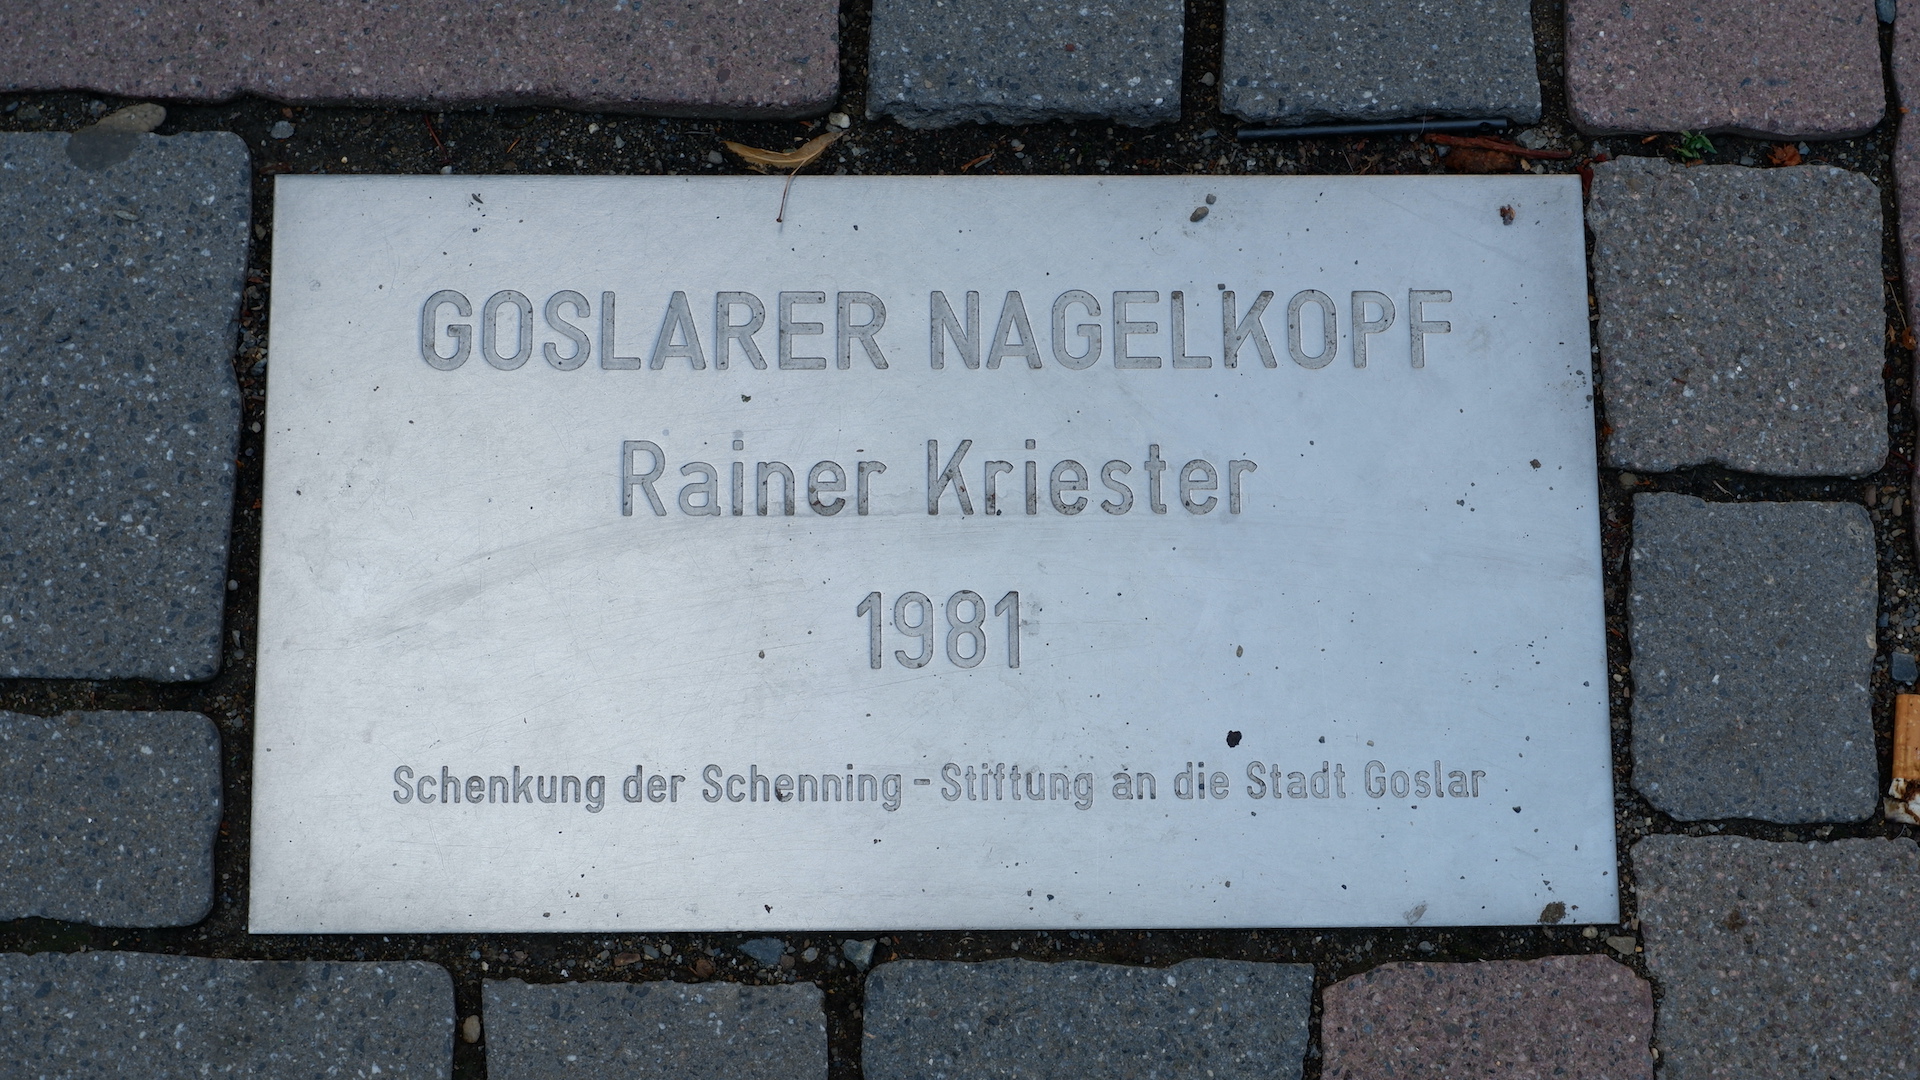 GOSLARER NAGELKOPF
Rainer Kriester
1981
Schenkung der Schenning-Stiftung an die Stadt Goslar